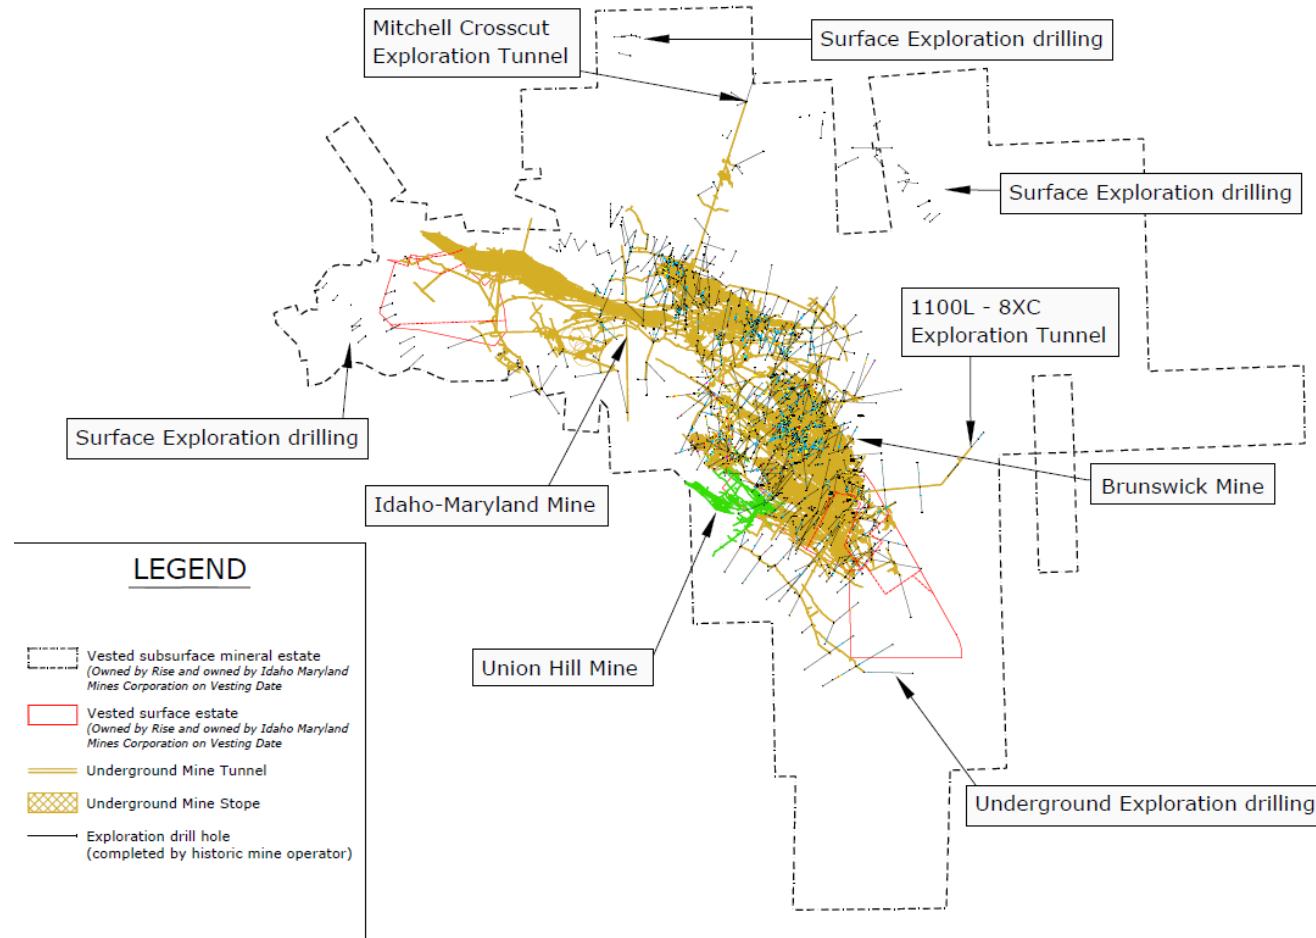 Mitchell Crosscut
Exploration Tunnel
Surface Exploration drilling
Surface Exploration drilling
1100L - 8XC
Exploration Tunnel
Surface Exploration drilling
Idaho-Maryland Mine
Brunswick Mine
Union Hill Mine
Underground Exploration drilling
LEGEND
Vested subsurface mineral estate
(Owned by Rise and owned by Idaho Maryland
Mines Corporation on Vesting Date
Vested surface estate
(Owned by Rise and owned by Idaho Maryland
Mines Corporation on Vesting Date
Underground Mine Tunnel
Underground Mine Stope
Exploration drill hole
(completed by historic mine operator)